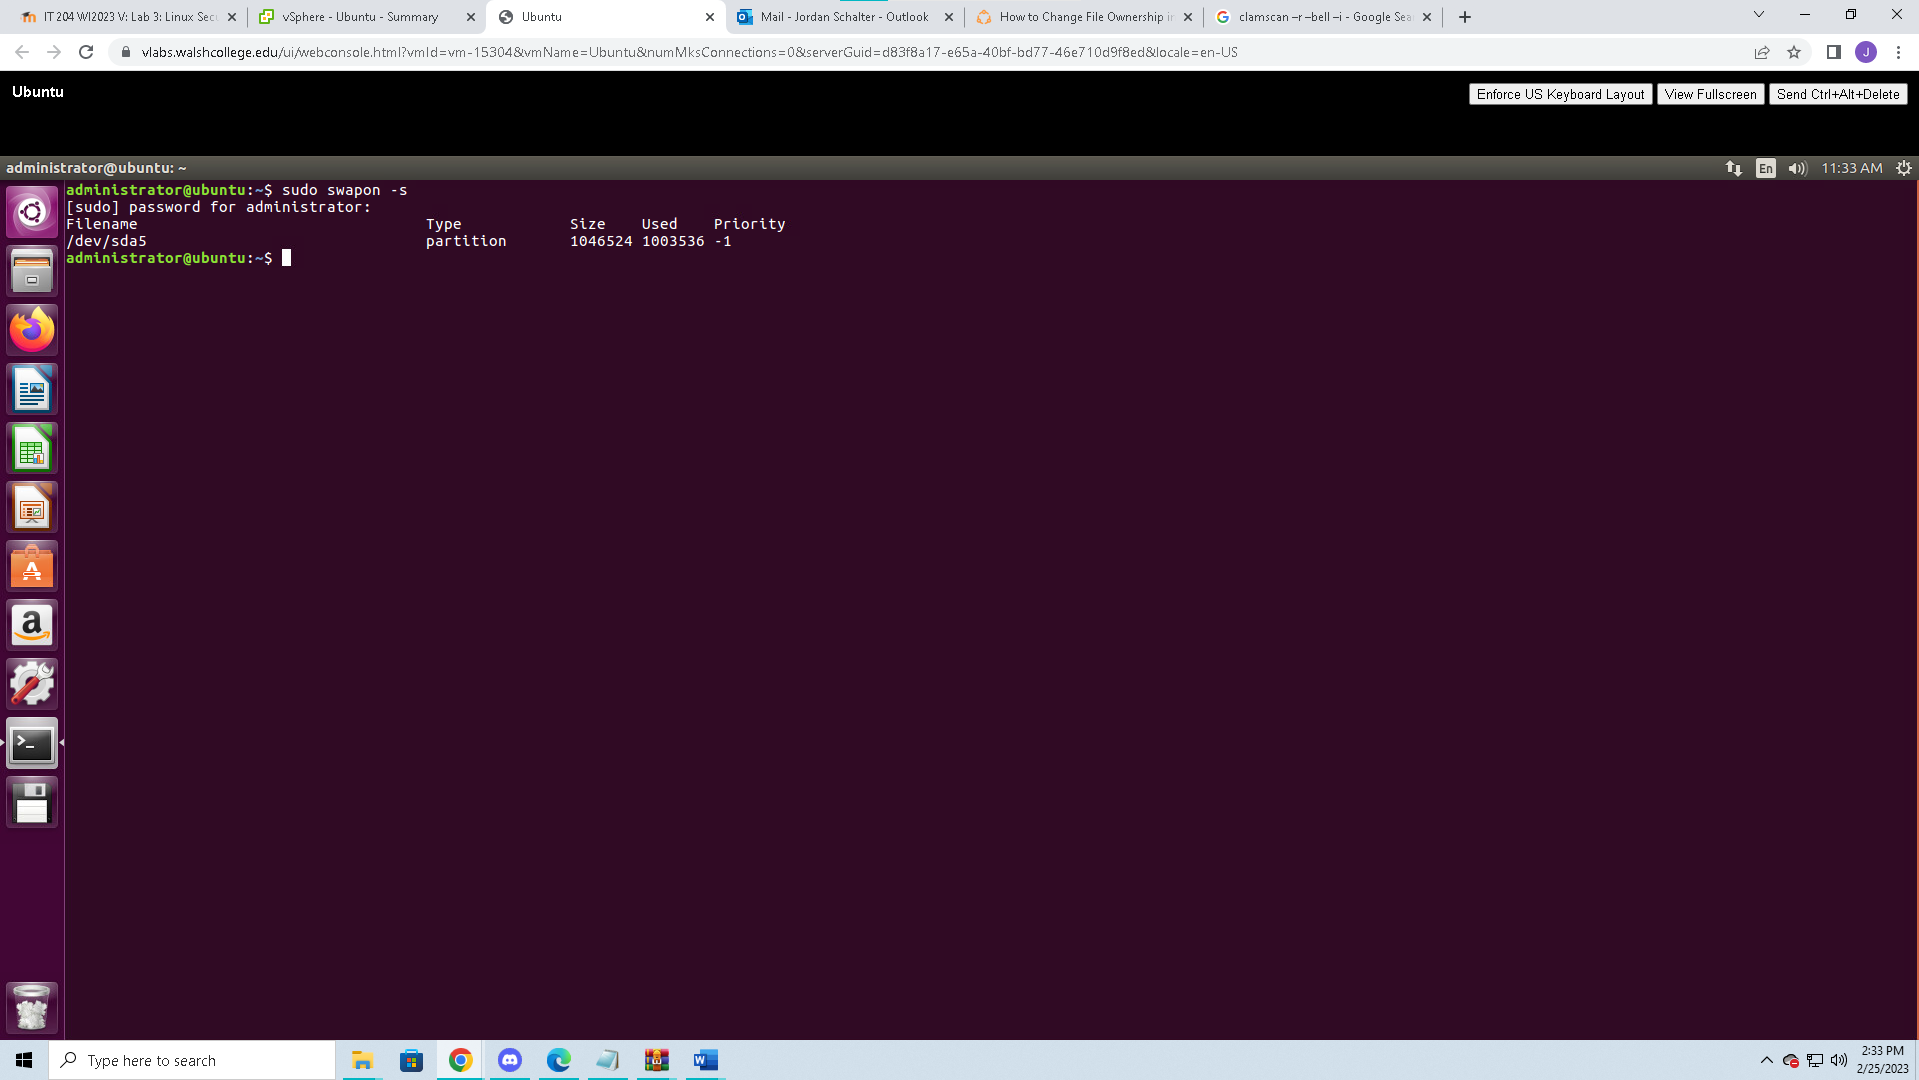 IT 204 WI2023 V: Lab 3: Linux Secu
vSphere - Ubuntu - Summary
Ubuntu
Mail - Jordan Schalter - Outlook
How to Change File Ownership in
clamscan –r –bell –i - Google Sea
vlabs.walshcollege.edu/ui/webconsole.html?vmId=vm-15304&vmName=Ubuntu&numMksConnections=0&serverGuid=d83f8a17-e65a-40bf-bd77-46e710d9f8ed&locale=en-US
J
Ubuntu
Enforce US Keyboard Layout
View Fullscreen
Send Ctrl+Alt+Delete
administrator@ubuntu: ~
En
11:33 AM
administrator@ubuntu:~$ sudo swapon -s
[sudo] password for administrator:
Filename Type Size Used Priority
/dev/sda5 partition 1046524 1003536 -1
administrator@ubuntu:~$
Type here to search
2:33 PM
2/25/2023